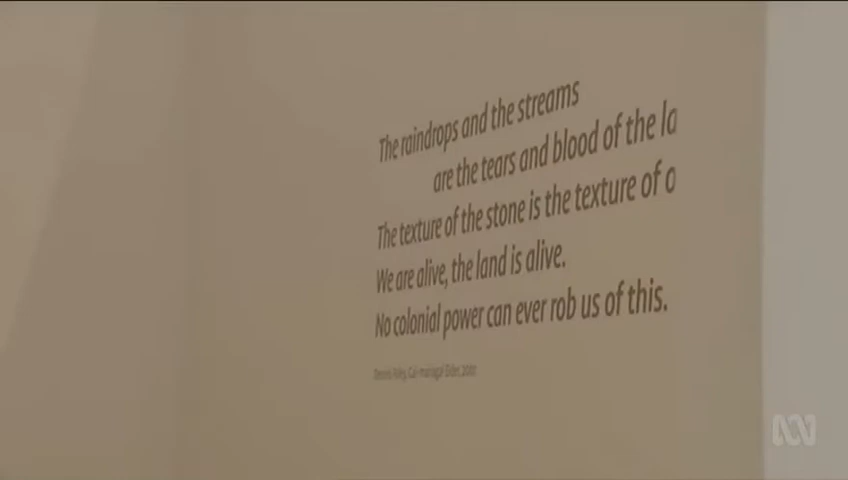 The raindrops and the streams
are the tears and blood of the la
The texture of the stone is the texture of o
We are alive, the land is alive.
No colonial power can ever rob us of this.
Elder,